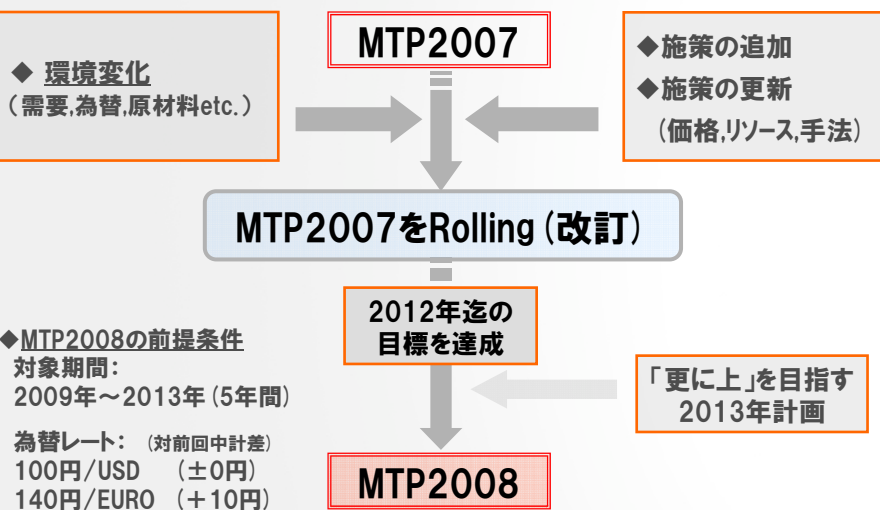 MTP2007
◆ 環境変化
(需要,為替,原材料etc.)
◆施策の追加
◆施策の更新
(価格,リソース,手法)
MTP2007をRolling(改訂)
2012年迄の
目標を達成
◆MTP2008の前提条件
対象期間:
2009年～2013年(5年間)
為替レート: (対前回中計差)
100円/USD (±0円)
140円/EURO (+10円)
「更に上」を目指す
2013年計画
MTP2008